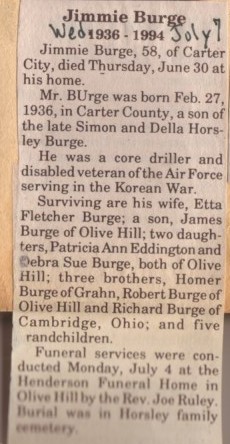 Jimmie Burge
Wed 1936 - 1994 July 7
Jimmie Burge, 58, of Carter
City, died Thursday, June 30 at
his home.
Mr. BUrge was born Feb. 27,
1936, in Carter County, a son of
the late Simon and Della Hors-
ley Burge.
He was a core driller and
disabled veteran of the Air Force
serving in the Korean War.
Surviving are his wife, Etta
Fletcher Burge; a son, James
Burge of Olive Hill; two daugh-
ters, Patricia Ann Eddington and
Debra Sue Burge, both of Olive
Hill; three brothers, Homer
Burge of Grahn, Robert Burge of
Olive Hill and Richard Burge of
Cambridge, Ohio; and five
randchildren.
Funeral services were con-
ducted Monday, July 4 at the
Henderson Funeral Home in
Olive Hill by the Rev. Joe Ruley.
Burial was in Horsley family
cemetery.